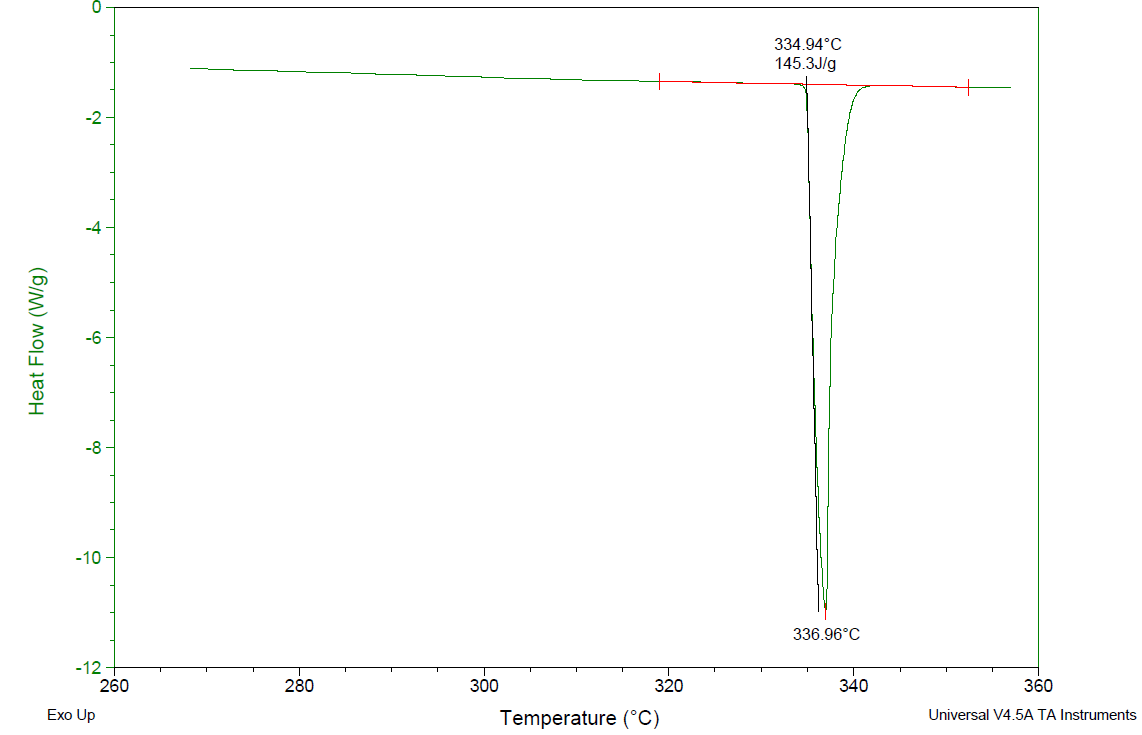 334.94°C
145.3J/g
336.96°C
Heat Flow (W/g)
0
-2
-4
-6
-8
-10
-12
260
280
300
320
340
360
Exo Up
Temperature (°C)
Universal V4.5A TA Instruments